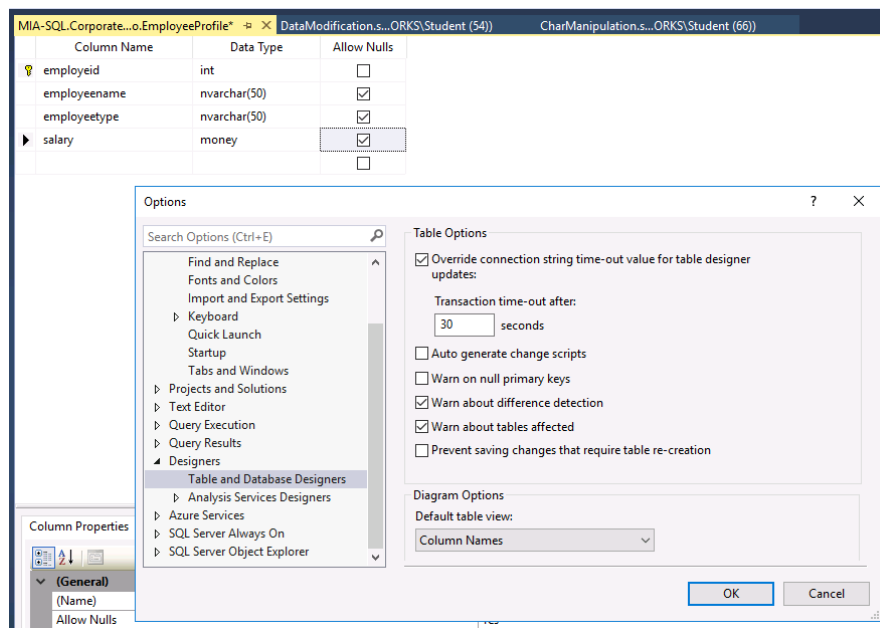 MIA-SQL.Corporate...o.EmployeeProfile* DataModification.s...ORKS\Student (54)) CharManipulation.s...ORKS\Student (66))
Column Name Data Type Allow Nulls
employeid int
employeename nvarchar(50)
employeetype nvarchar(50)
salary money
Options ?
Search Options (Ctrl+E)
Find and Replace
Fonts and Colors
Import and Export Settings
Keyboard
Quick Launch
Startup
Tabs and Windows
Projects and Solutions
Text Editor
Query Execution
Query Results
Designers
Table and Database Designers
Analysis Services Designers
Azure Services
SQL Server Always On
SQL Server Object Explorer
Table Options
Override connection string time-out value for table designer
updates:
Transaction time-out after:
30 seconds
Auto generate change scripts
Warn on null primary keys
Warn about difference detection
Warn about tables affected
Prevent saving changes that require table re-creation
Diagram Options
Default table view:
Column Names
OK Cancel
Column Properties
(General)
(Name)
Allow Nulls Yes